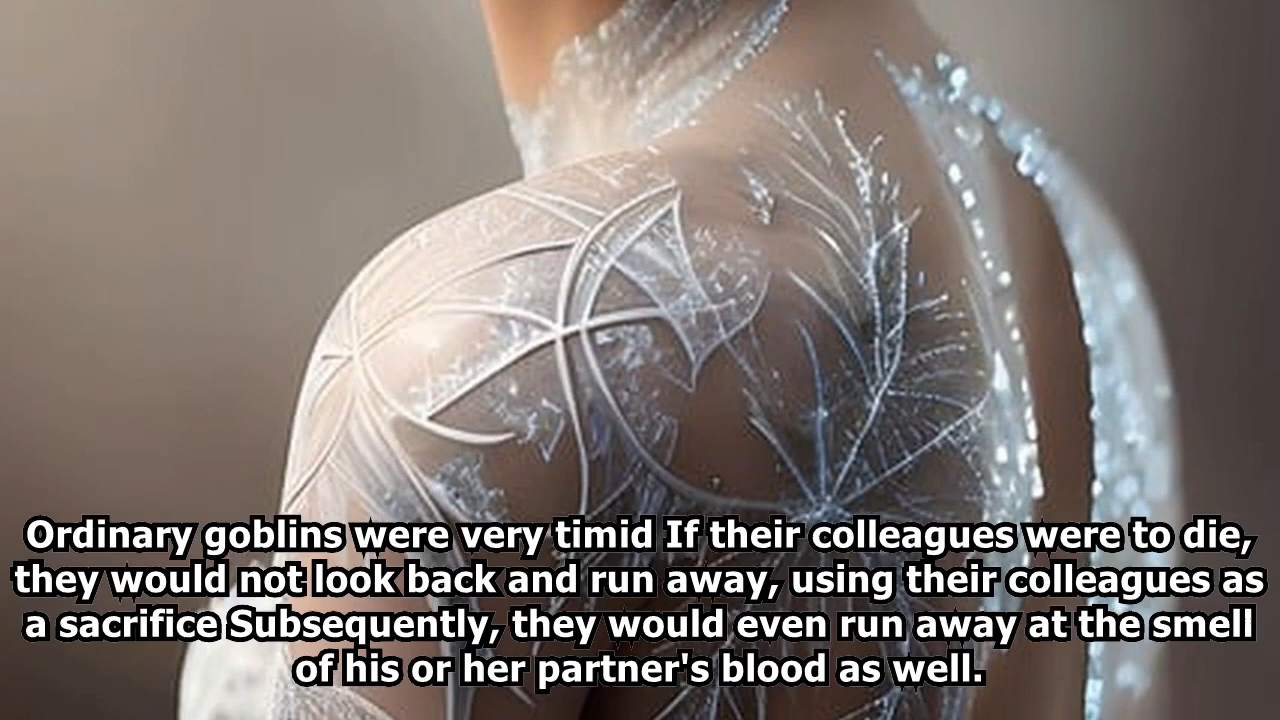 Ordinary goblins were very timid If their colleagues were to die,
they would not look back and run away, using their colleagues as
a sacrifice Subsequently, they would even run away at the smell
of his or her partner's blood as well.